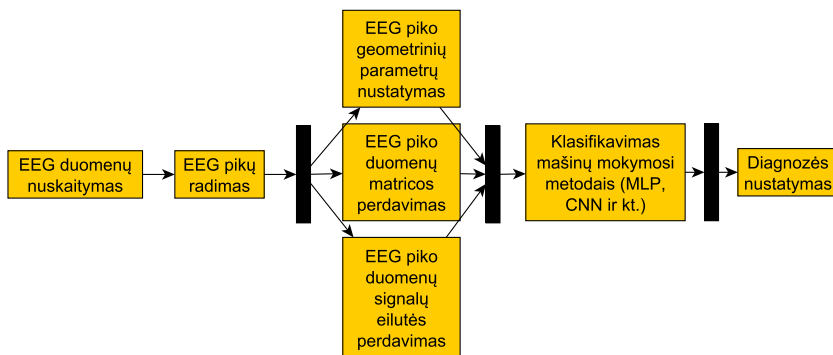 EEG duomenų
nuskaitymas
EEG pikų
radimas
EEG piko
geometrinių
parametrų
nustatymas
EEG piko
duomenų
matricos
perdavimas
EEG piko
duomenų
signalų
eilutės
perdavimas
Klasifikavimas
mašinų mokymosi
metodais (MLP,
CNN ir kt.)
Diagnozės
nustatymas